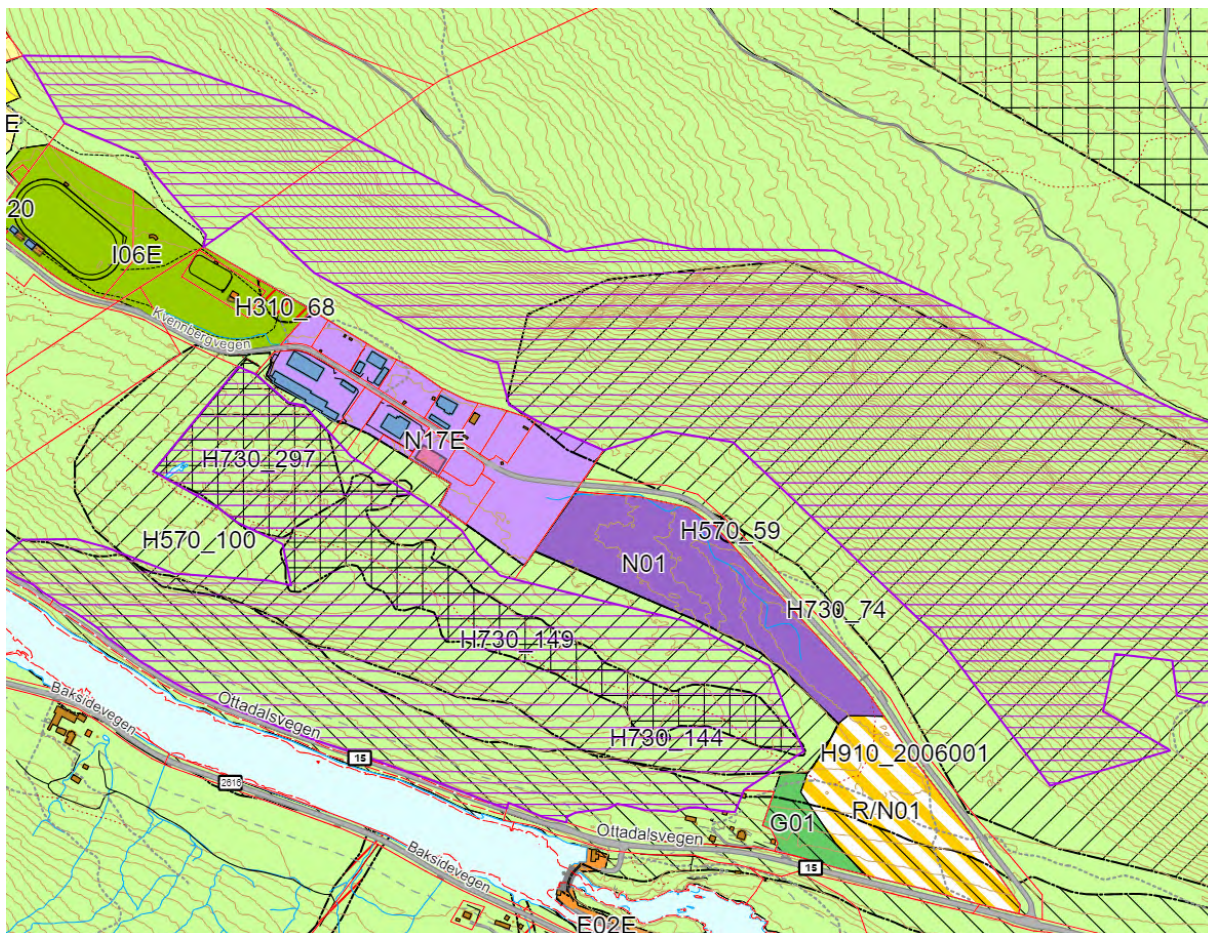 E
20
I06E
H310_68
Kvennbergvegen
N17E
H730_297
H570_100
H570_59
N01
H730_74
H730_149
Baksidevegen
Ottadalsvegen
15
H730_144
H910_2006001
2616
R/N01
G01
Ottadalsvegen
Baksidevegen
15
E02E